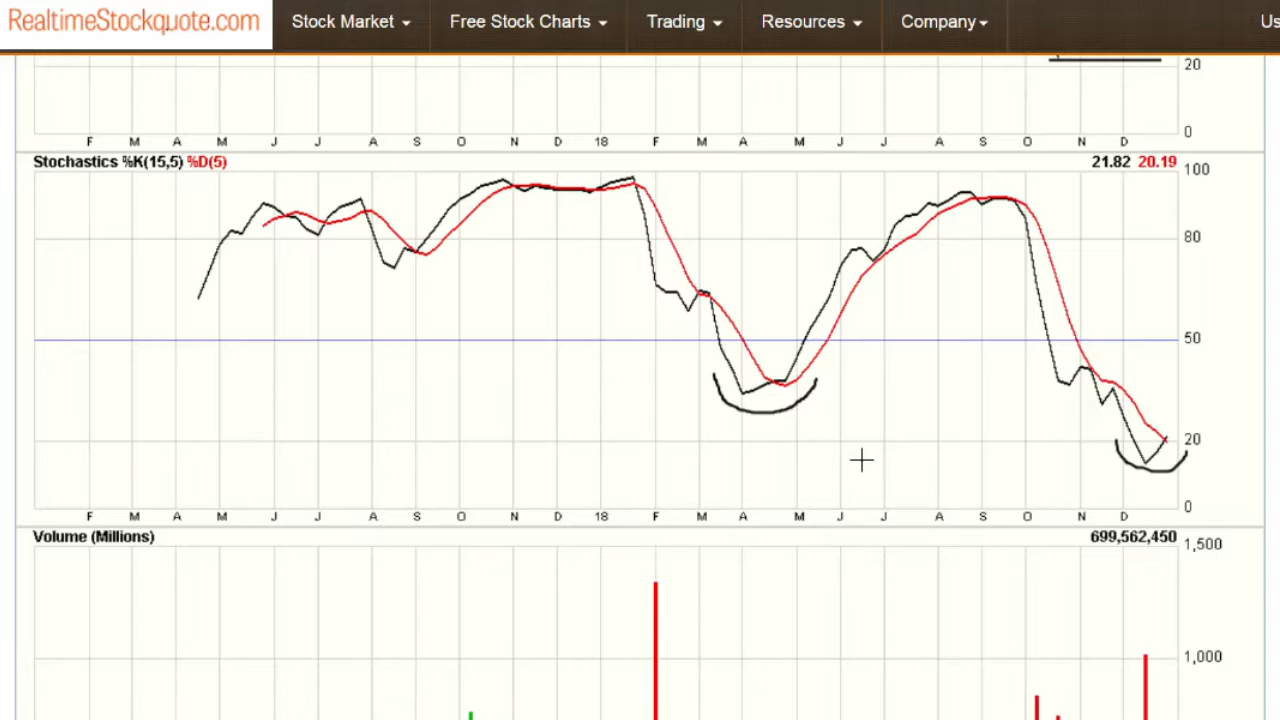 RealtimeStockquote.com Stock Market Free Stock Charts Trading Resources Company Us
20
0
F M A M J J A S O N D 18 F M A M J J A S O N D
Stochastics %K(15,5) %D(5) 21.82 20.19
100
80
50
20
0
F M A M J J A S O N D 18 F M A M J J A S O N D
Volume (Millions) 699,562,450
1,500
1,000